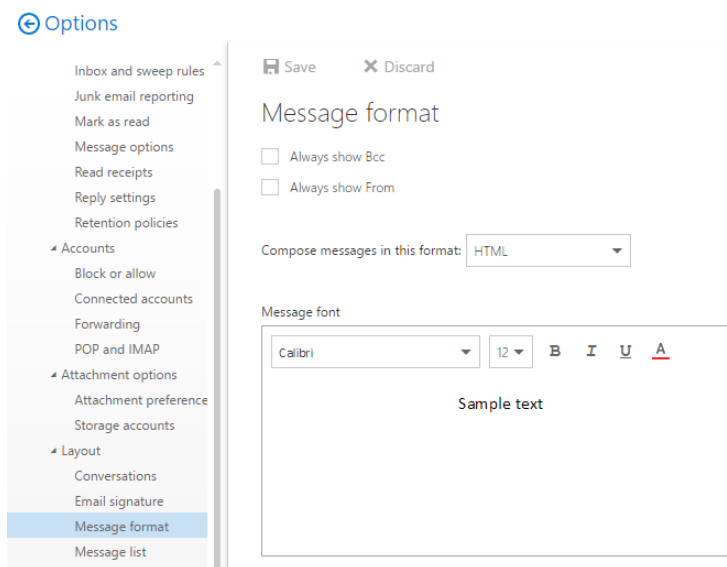 Options
Inbox and sweep rules
Junk email reporting
Mark as read
Message options
Read receipts
Reply settings
Retention policies
Accounts
Block or allow
Connected accounts
Forwarding
POP and IMAP
Attachment options
Attachment preference
Storage accounts
Layout
Conversations
Email signature
Message format
Message list
Save Discard
Message format
Always show Bcc
Always show From
Compose messages in this format: HTML
Message font
Calibri 12 B I U A
Sample text